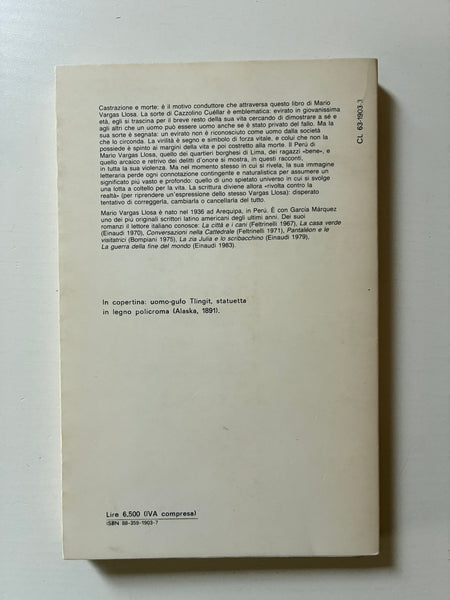 Castrazione e morte: è il motivo conduttore che attraversa questo libro di Mario
Vargas Llosa. La sorte di Cazzolino Cuéllar è emblematica: evirato in giovanissima
età, egli si trascina per il breve resto della sua vita cercando di dimostrare a sé e
agli altri che un uomo può essere uomo anche se è stato privato del fallo. Ma la
sua sorte è segnata: un evirato non è riconosciuto come uomo dalla società
che lo circonda. La virilità è segno e simbolo di forza vitale, e colui che non la
possiede è spinto ai margini della vita e poi costretto alla morte. Il Perù di
Mario Vargas Llosa, quello dei quartieri borghesi di Lima, dei ragazzi «bene», e
quello arcaico e retrivo dei delitti d'onore si mostra, in questi racconti,
in tutta la sua violenza. Ma nel momento stesso in cui si rivela, la sua immagine
letteraria perde ogni connotazione contingente e naturalistica per assumere un
significato più vasto e profondo: quello di uno spietato universo in cui si svolge
una lotta a coltello per la vita. La scrittura diviene allora «rivolta contro la
realtà» (per riprendere un'espressione dello stesso Vargas Llosa): disperato
tentativo di correggerla, cambiarla o cancellarla del tutto.
Mario Vargas Llosa è nato nel 1936 ad Arequipa, in Perù. È con García Márquez
uno dei più originali scrittori latino americani degli ultimi anni. Dei suoi
romanzi il lettore italiano conosce: La città e i cani (Feltrinelli 1967), La casa verde
(Einaudi 1970), Conversazioni nella Cattedrale (Feltrinelli 1971), Pantaléon e le
visitatrici (Bompiani 1975), La zia Julia e lo scribacchino (Einaudi 1979),
La guerra della fine del mondo (Einaudi 1983).
In copertina: uomo-gufo Tlingit, statuetta
in legno policroma (Alaska, 1891).
Lire 6.500 (IVA compresa)
ISBN 88-359-1903-7
C.L. 63-1903-1